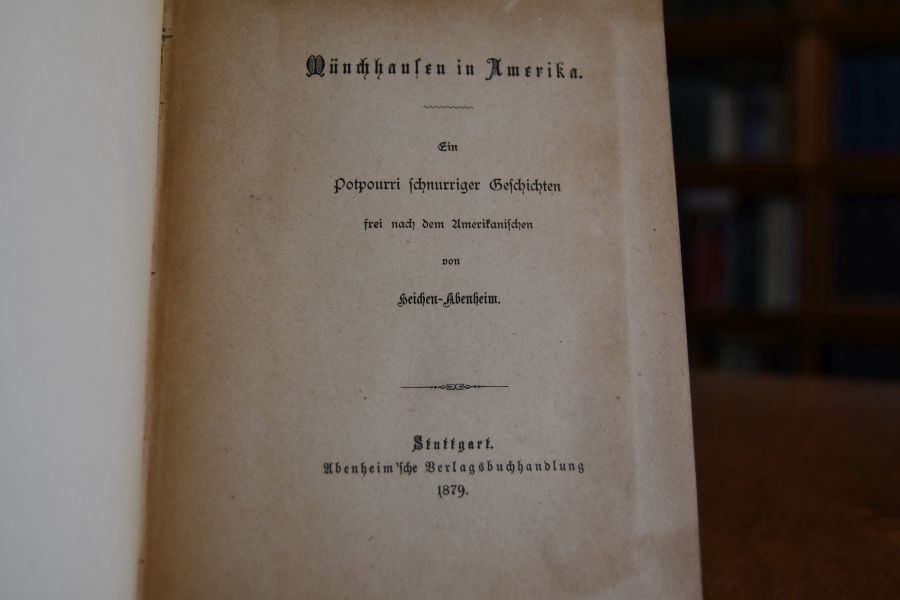 Münchhausen in Amerika.
Ein
Potpourri schnurriger Geschichten
frei nach dem Amerikanischen
von
Heichen-Abenheim.
Stuttgart.
Abenheim'sche Verlagsbuchhandlung
1879.